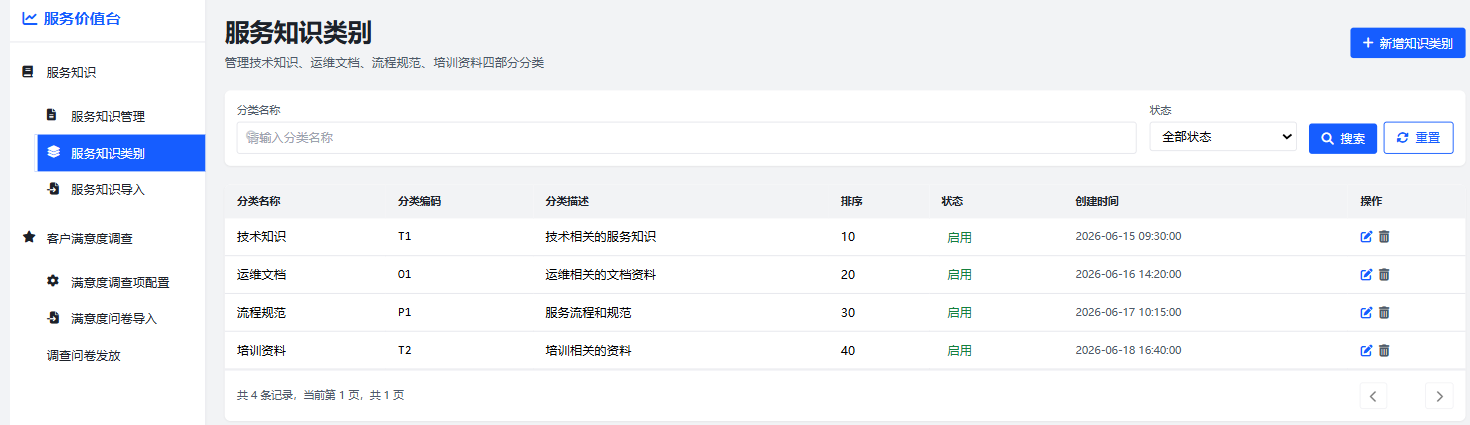 服务价值台
服务知识
服务知识管理
服务知识类别
服务知识导入
客户满意度调查
满意度调查项配置
满意度问卷导入
调查问卷发放
服务知识类别
管理技术知识、运维文档、流程规范、培训资料四部分分类
新增知识类别
分类名称
请输入分类名称
状态
全部状态
搜索
重置
分类名称 分类编码 分类描述 排序 状态 创建时间 操作
技术知识 T1 技术相关的服务知识 10 启用 2026-06-15 09:30:00
运维文档 O1 运维相关的文档资料 20 启用 2026-06-16 14:20:00
流程规范 P1 服务流程和规范 30 启用 2026-06-17 10:15:00
培训资料 T2 培训相关的资料 40 启用 2026-06-18 16:40:00
共 4 条记录，当前第 1 页，共 1 页